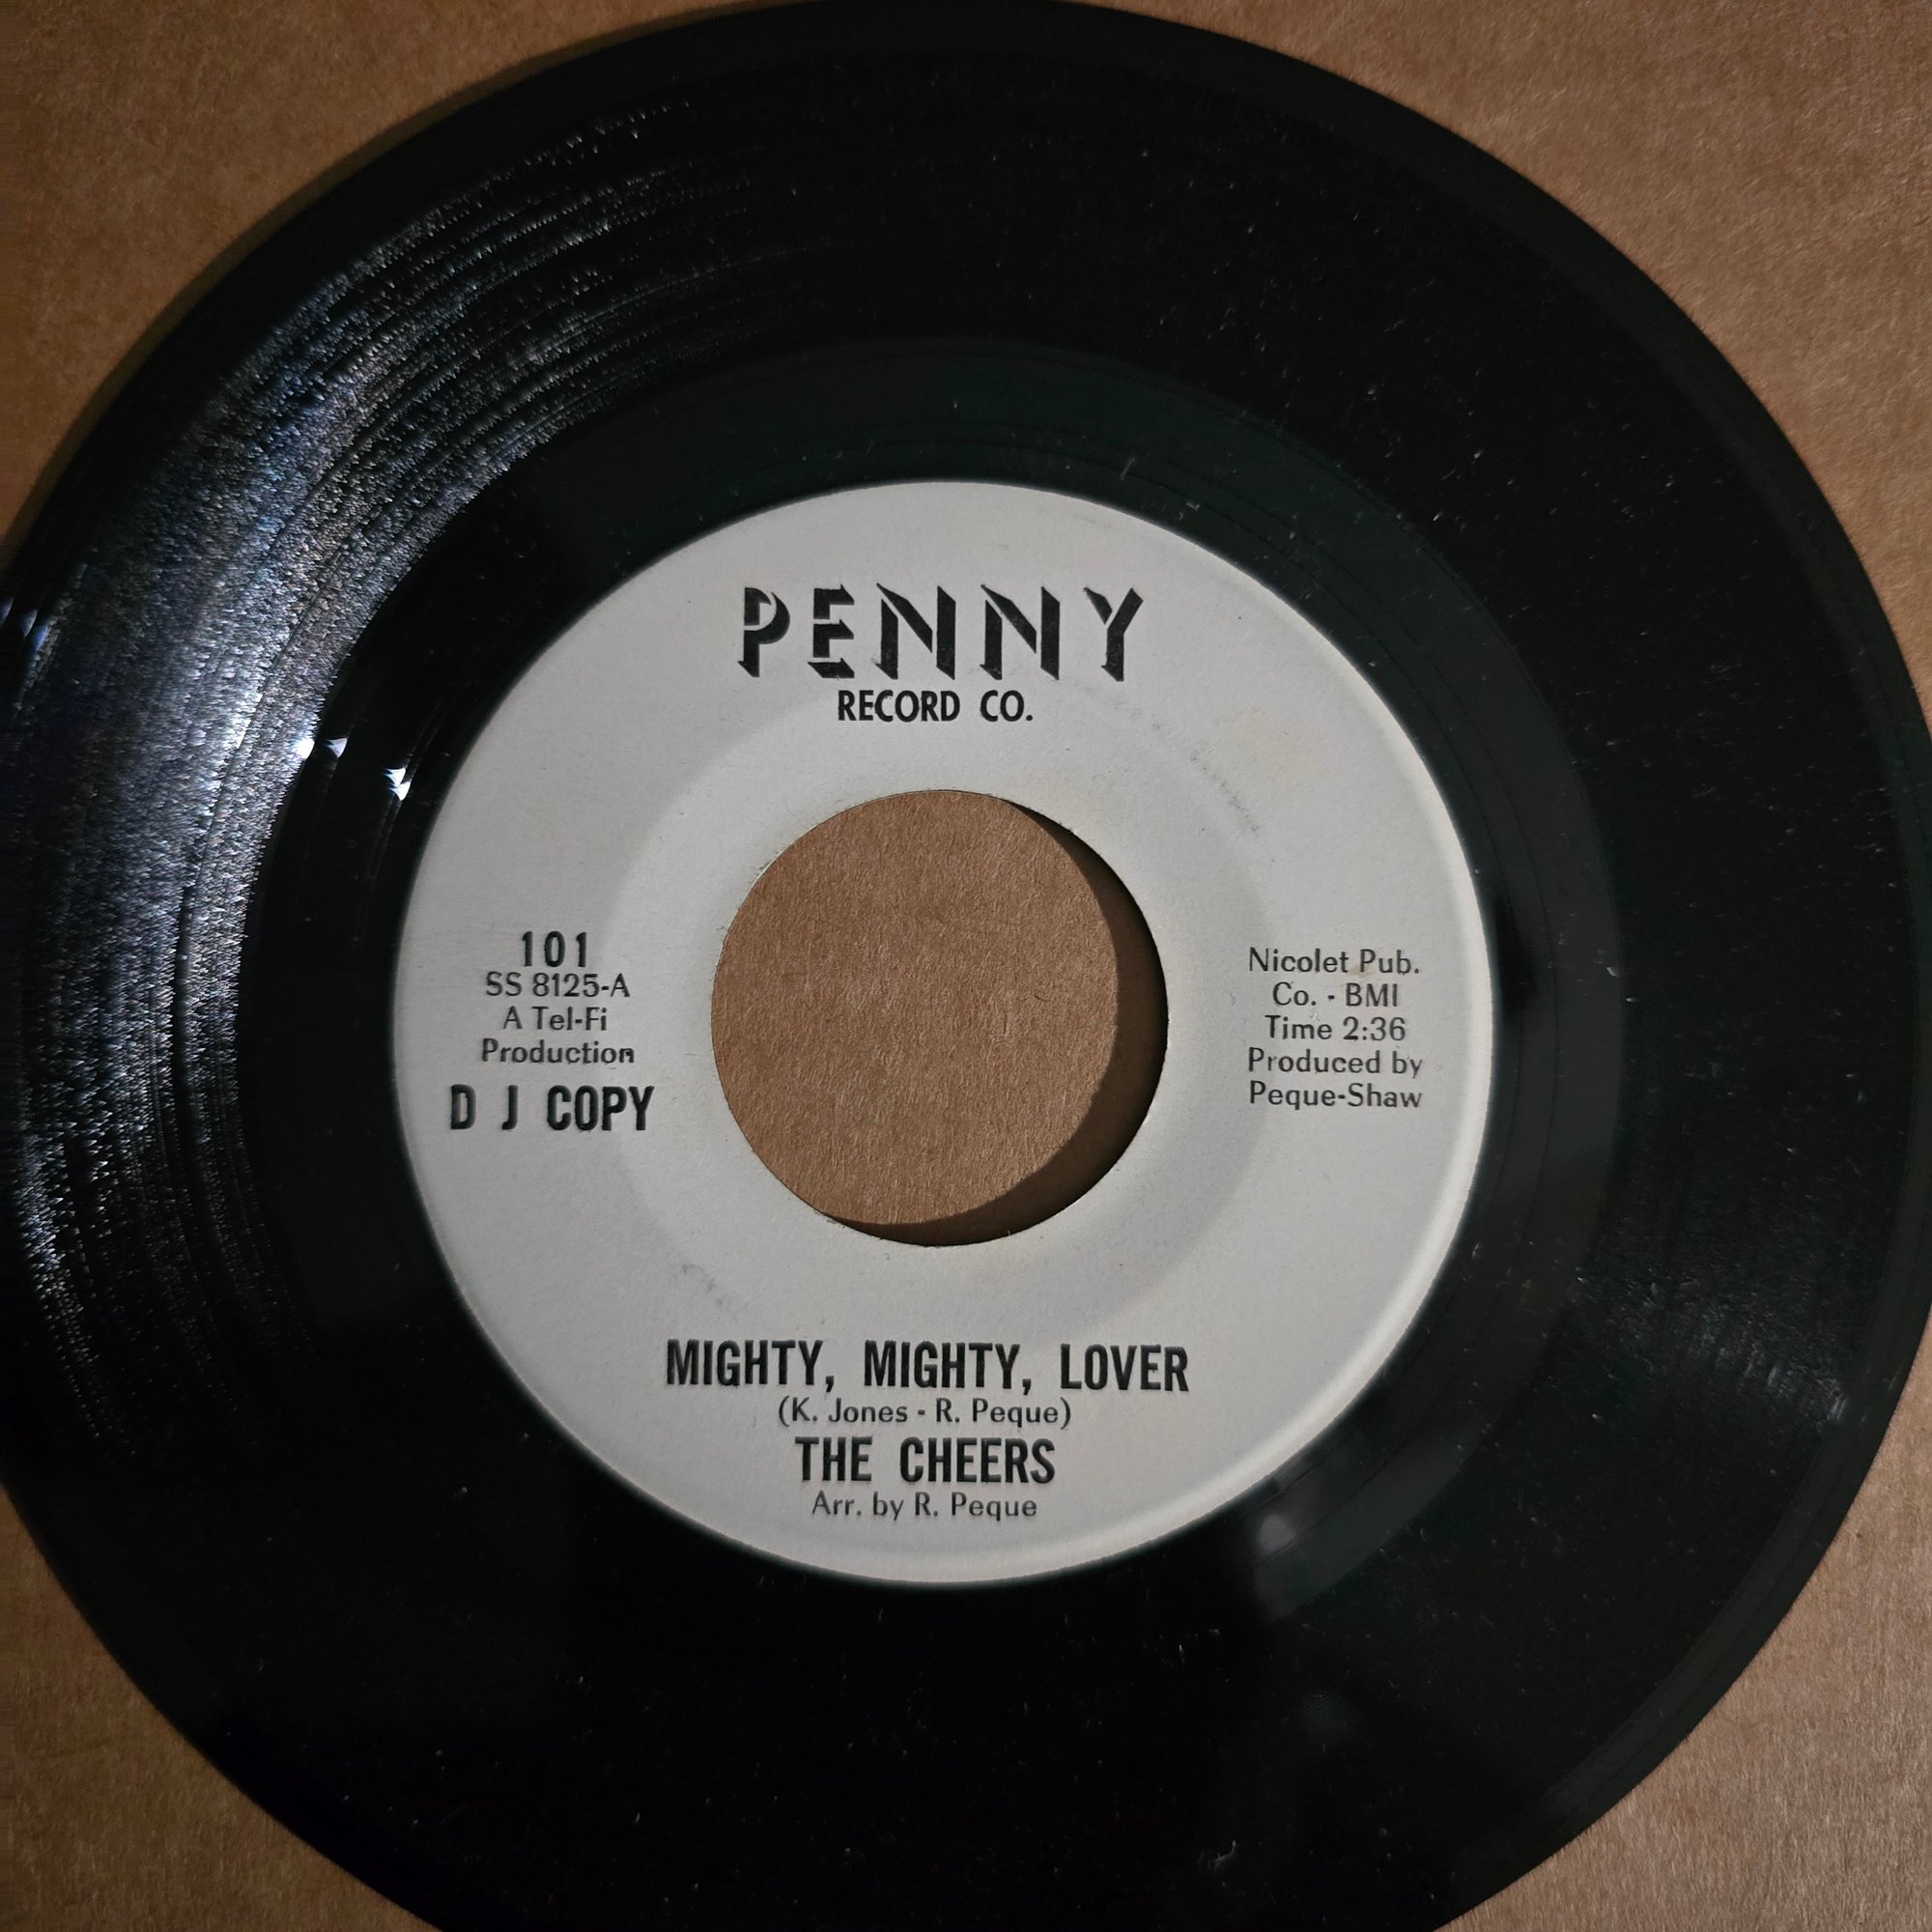 PENNY
RECORD CO.
101
SS 8125-A
A Tel-Fi
Production
D J COPY
Nicolet Pub.
Co. - BMI
Time 2:36
Produced by
Peque-Shaw
MIGHTY, MIGHTY, LOVER
(K. Jones - R. Peque)
THE CHEERS
Arr. by R. Peque